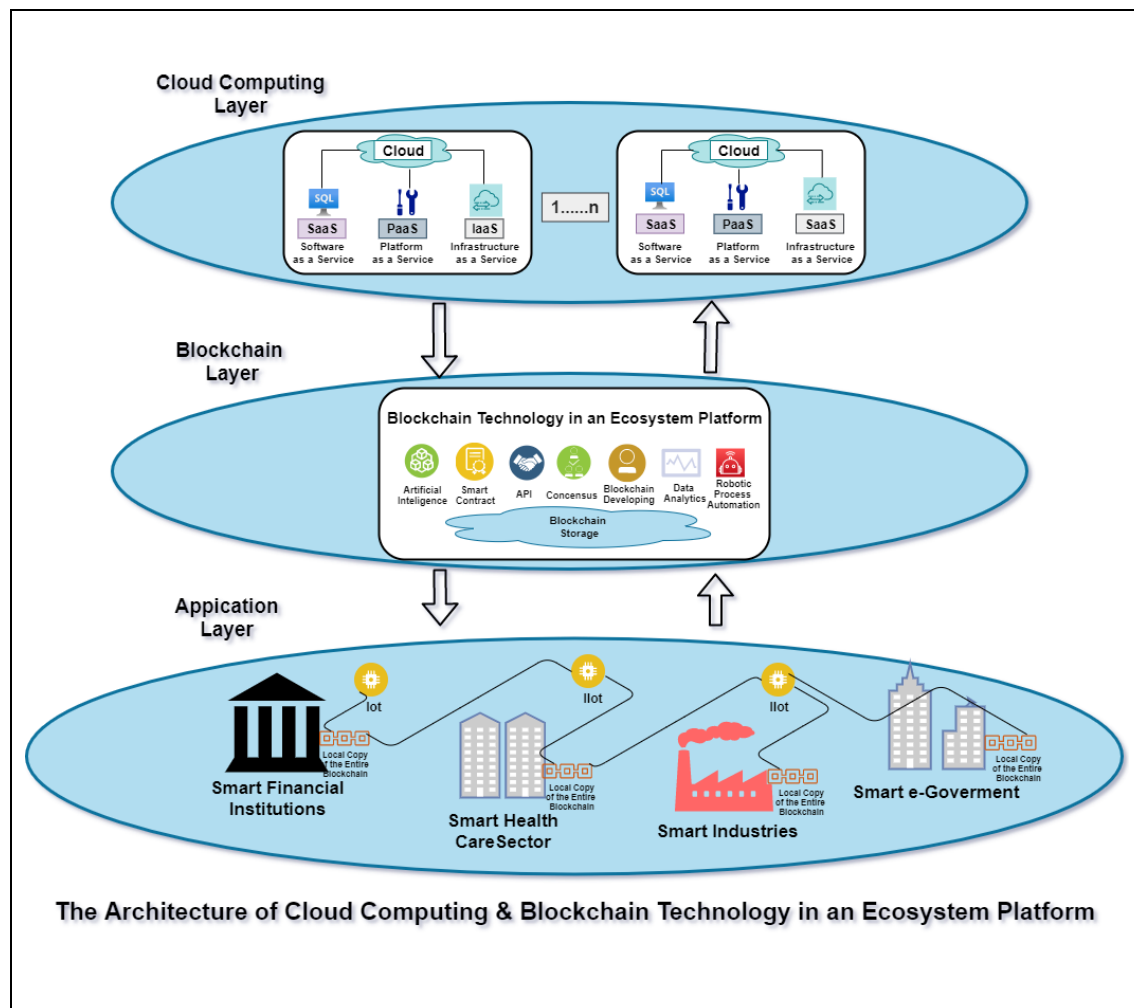 Cloud Computing
Layer
Cloud
SQL
SaaS
PaaS
IaaS
Software
as a Service
Platform
as a Service
Infrastructure
as a Service
1......n
Cloud
SQL
SaaS
PaaS
SaaS
Software
as a Service
Platform
as a Service
Infrastructure
as a Service
Blockchain
Layer
Blockchain Technology in an Ecosystem Platform
Artificial
Inteligence
Smart
Contract
API
Concensus
Blockchain
Developing
Data
Analytics
Robotic
Process
Automation
Blockchain
Storage
Appication
Layer
Iot
IIot
IIot
Local Copy
of the Entire
Blockchain
Smart Financial
Institutions
Local Copy
of the Entire
Blockchain
Smart Health
CareSector
Local Copy
of the Entire
Blockchain
Smart Industries
Local Copy
of the Entire
Blockchain
Smart e-Goverment
The Architecture of Cloud Computing & Blockchain Technology in an Ecosystem Platform